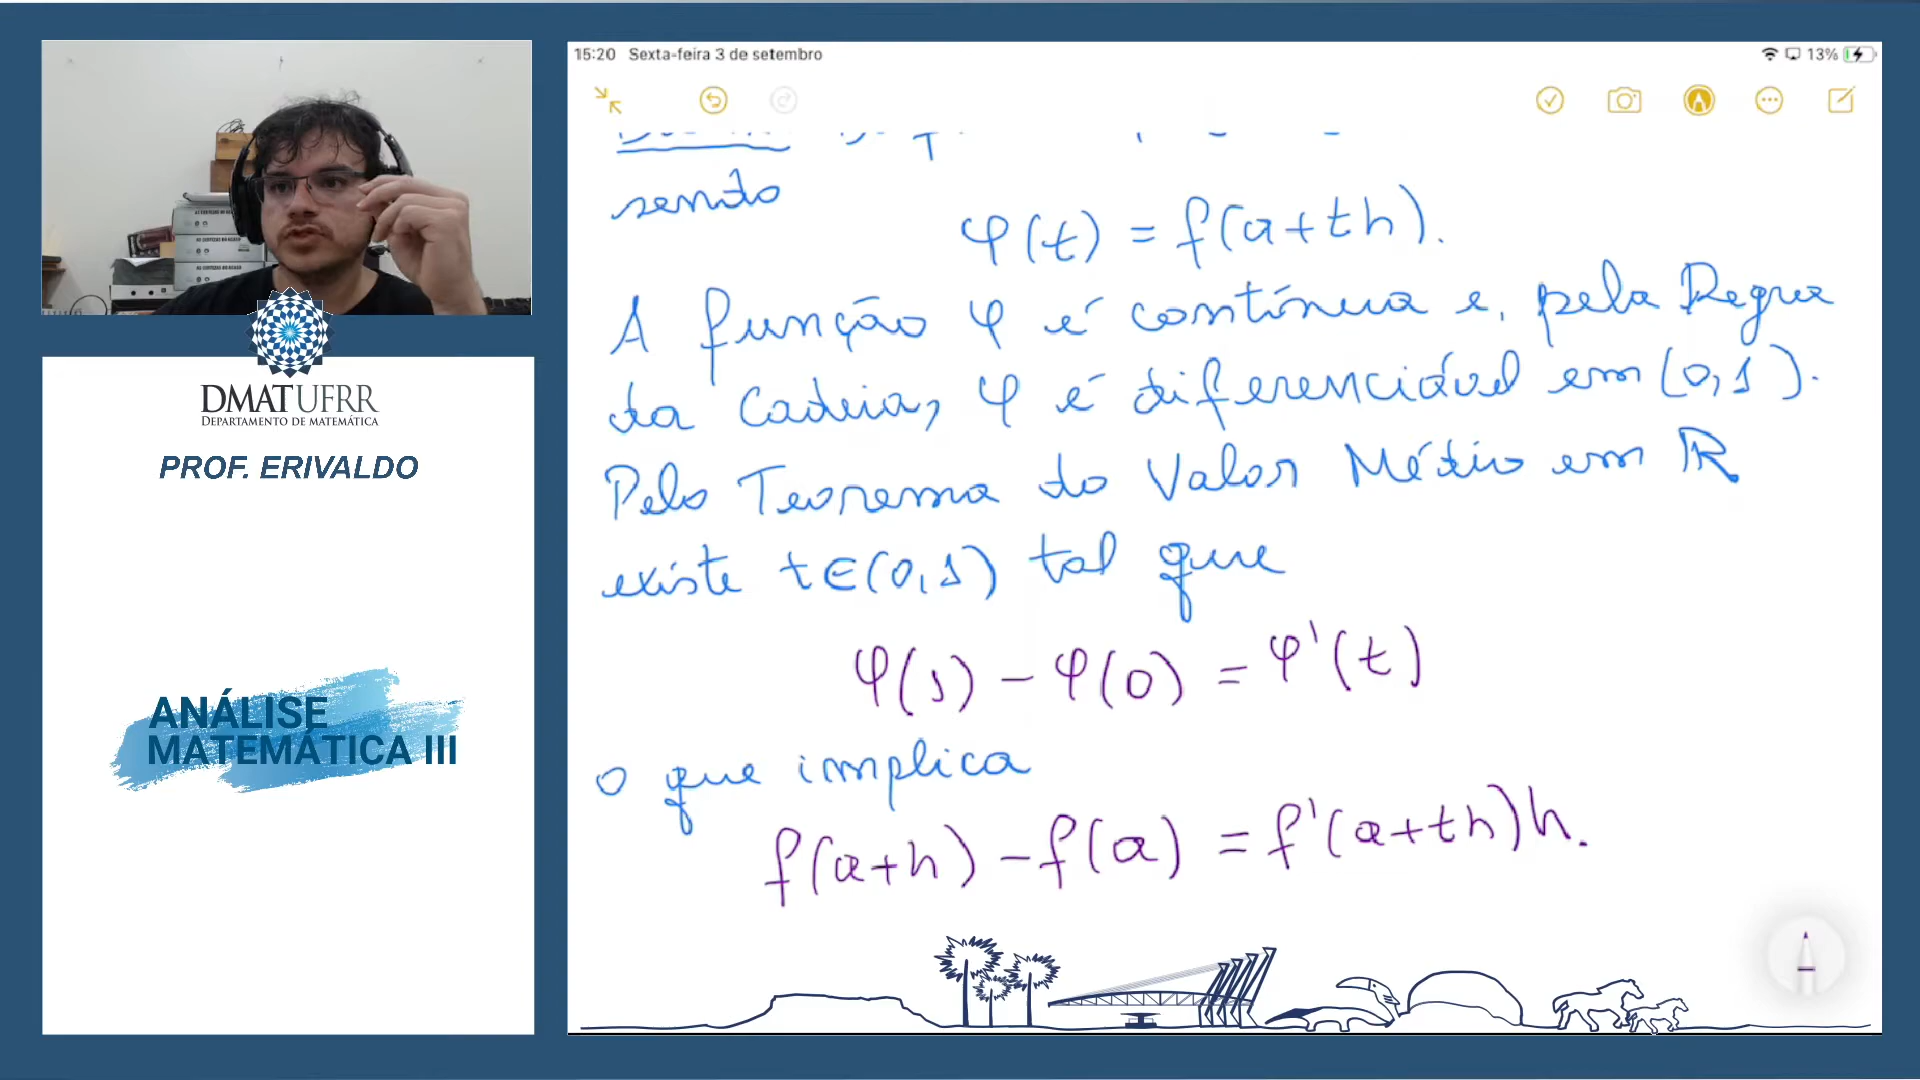 15:20 Sexta-feira 3 de setembro
13%
sendo
φ(t) = f(a+th).
A função φ é contínua e, pela Regra
da Cadeia, φ é diferenciável em (0,1).
Pelo Teorema do Valor Médio em ℝ
existe t∈(0,1) tal que
φ(1) - φ(0) = φ'(t)
o que implica
f(a+h) - f(a) = f'(a+th)h.
DMATUFRR
DEPARTAMENTO DE MATEMÁTICA
PROF. ERIVALDO
ANÁLISE
MATEMÁTICA III